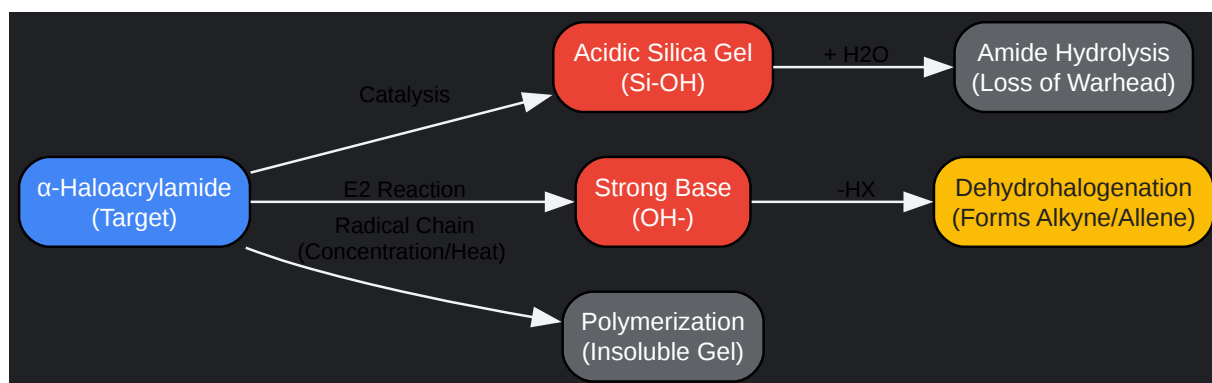 Acidic Silica Gel
(Si-OH)
+ H2O
Amide Hydrolysis
(Loss of Warhead)
Catalysis
α-Haloacrylamide
(Target)
E2 Reaction
Strong Base
(OH-)
-HX
Dehydrohalogenation
(Forms Alkyne/Allene)
Radical Chain
(Concentration/Heat)
Polymerization
(Insoluble Gel)